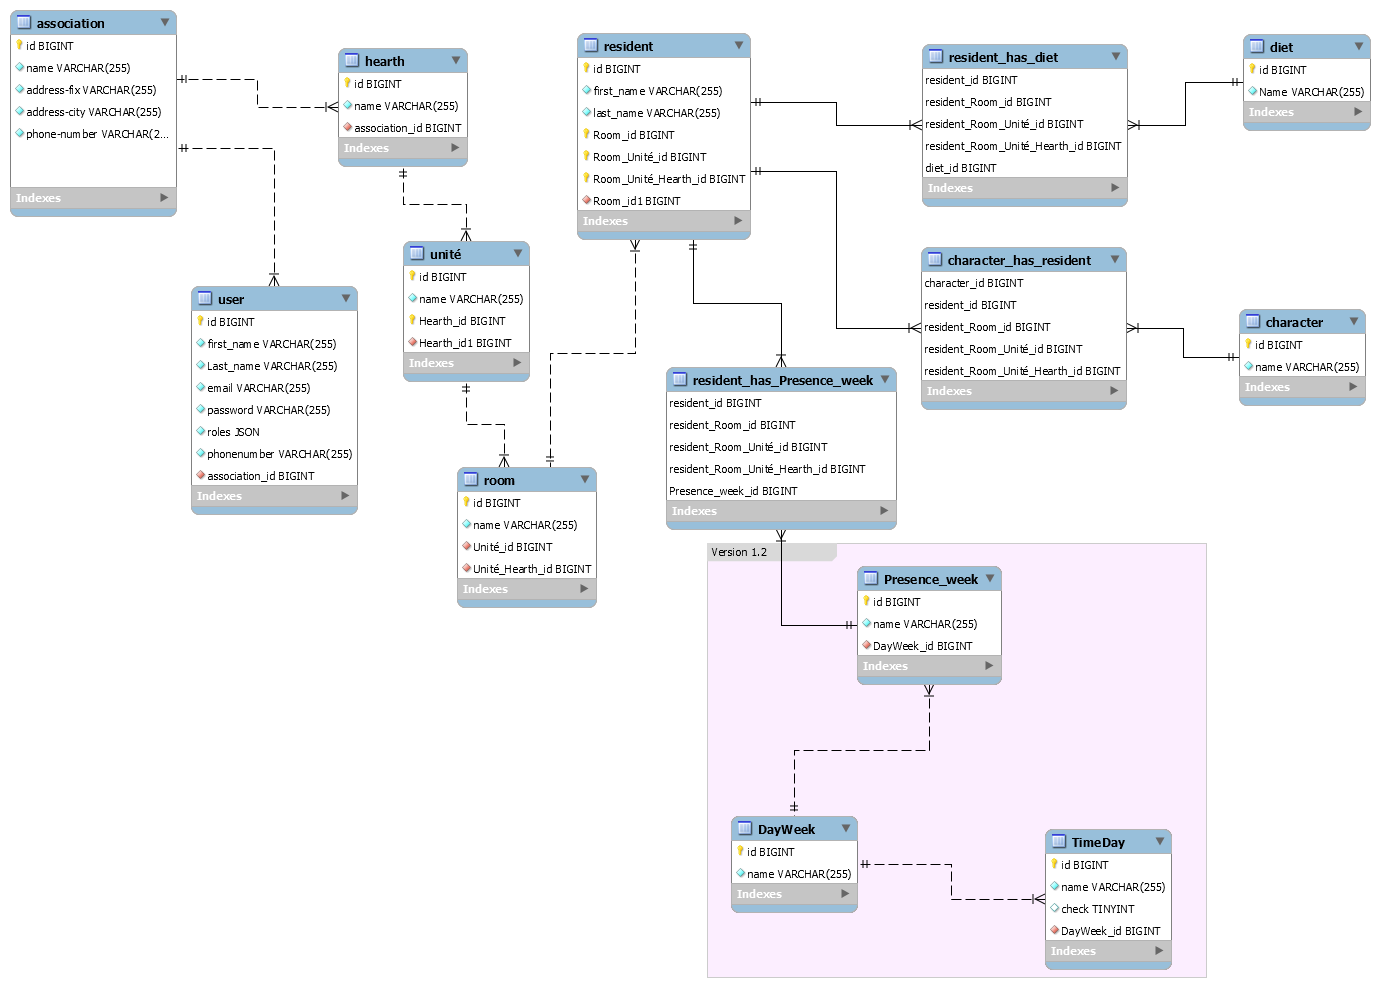 association
id BIGINT
name VARCHAR(255)
address-fix VARCHAR(255)
address-city VARCHAR(255)
phone-number VARCHAR(2...
Indexes
hearth
id BIGINT
name VARCHAR(255)
association_id BIGINT
Indexes
user
id BIGINT
first_name VARCHAR(255)
Last_name VARCHAR(255)
email VARCHAR(255)
password VARCHAR(255)
roles JSON
phonenumber VARCHAR(255)
association_id BIGINT
Indexes
unité
id BIGINT
name VARCHAR(255)
Hearth_id BIGINT
Hearth_id1 BIGINT
Indexes
room
id BIGINT
name VARCHAR(255)
Unité_id BIGINT
Unité_Hearth_id BIGINT
Indexes
resident
id BIGINT
first_name VARCHAR(255)
last_name VARCHAR(255)
Room_id BIGINT
Room_Unité_id BIGINT
Room_Unité_Hearth_id BIGINT
Room_id1 BIGINT
Indexes
resident_has_diet
resident_id BIGINT
resident_Room_id BIGINT
resident_Room_Unité_id BIGINT
resident_Room_Unité_Hearth_id BIGINT
diet_id BIGINT
Indexes
diet
id BIGINT
Name VARCHAR(255)
Indexes
character_has_resident
character_id BIGINT
resident_id BIGINT
resident_Room_id BIGINT
resident_Room_Unité_id BIGINT
resident_Room_Unité_Hearth_id BIGINT
Indexes
character
id BIGINT
name VARCHAR(255)
Indexes
resident_has_Presence_week
resident_id BIGINT
resident_Room_id BIGINT
resident_Room_Unité_id BIGINT
resident_Room_Unité_Hearth_id BIGINT
Presence_week_id BIGINT
Indexes
Version 1.2
Presence_week
id BIGINT
name VARCHAR(255)
DayWeek_id BIGINT
Indexes
DayWeek
id BIGINT
name VARCHAR(255)
Indexes
TimeDay
id BIGINT
name VARCHAR(255)
check TINYINT
DayWeek_id BIGINT
Indexes